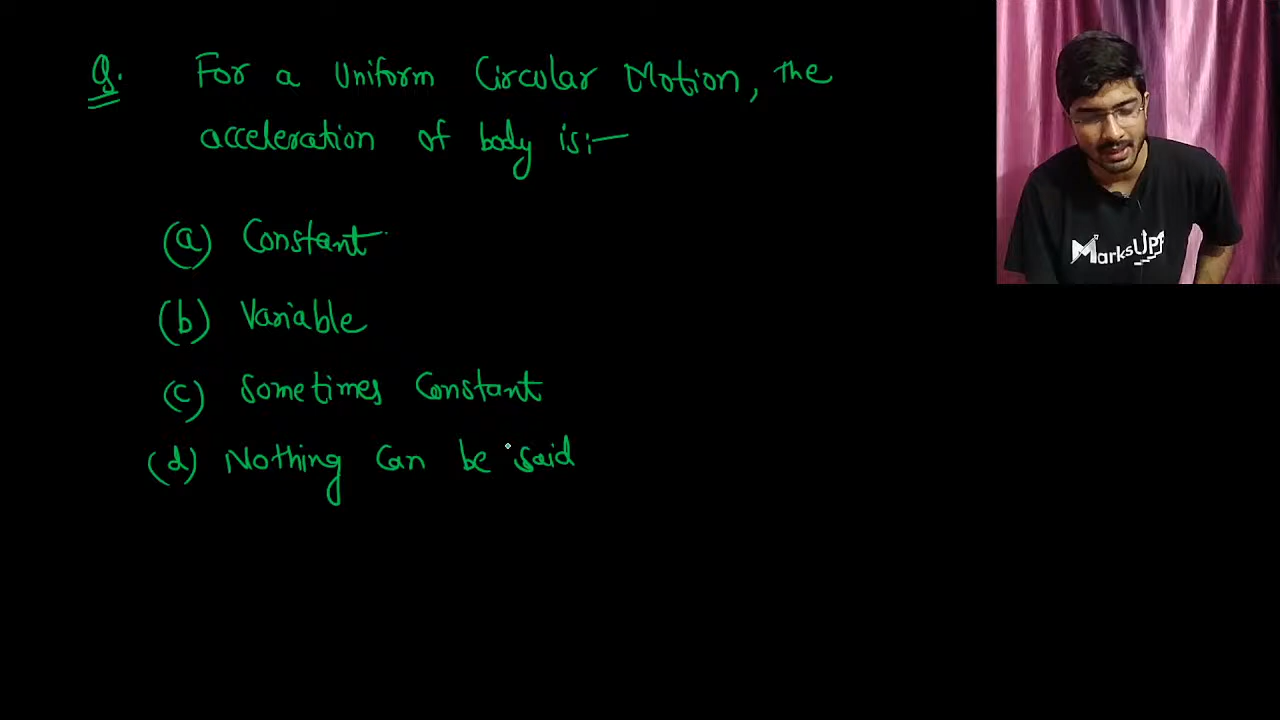 Q. For a Uniform Circular Motion, the
acceleration of body is:-
(a) Constant
(b) Variable
(c) Sometimes Constant
(d) Nothing Can be said
MarksUp